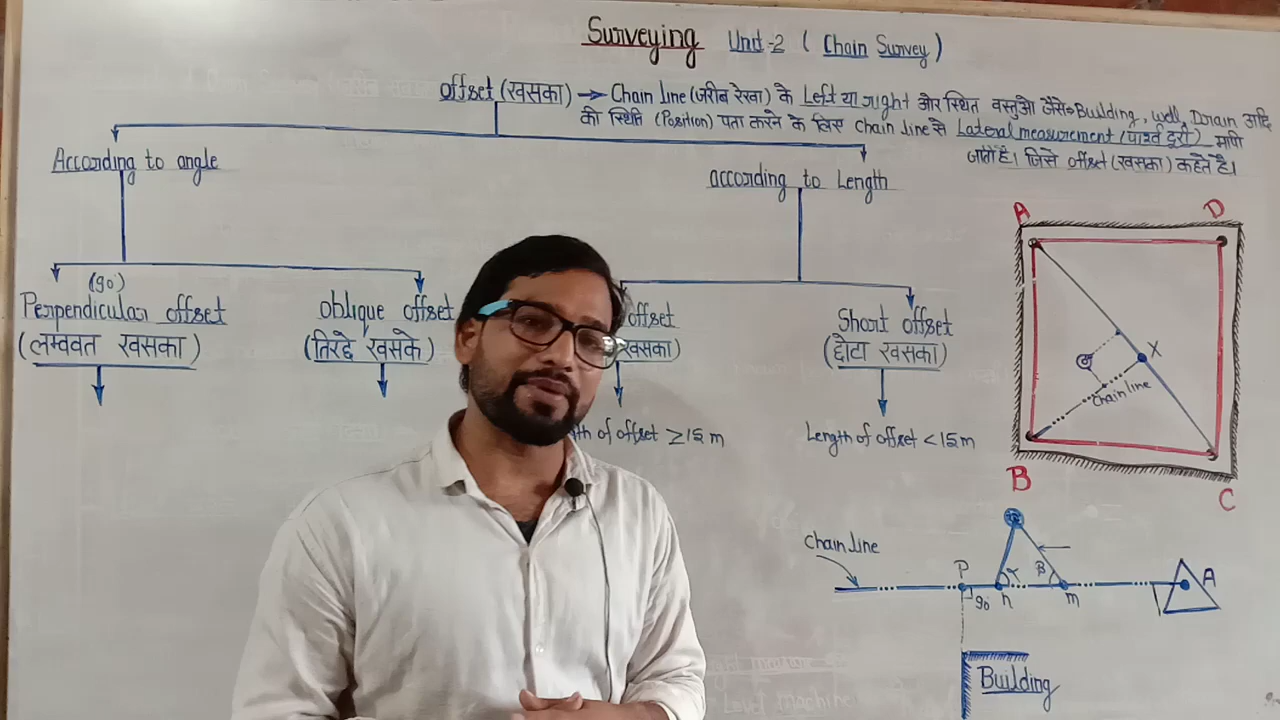 Surveying Unit-2 ( Chain Survey )
offset (खसका) → Chain line (जरीब रेखा) के Left या right ओर स्थित वस्तुओ जैसे Building, well, Drain आदि
की स्थिति (Position) पता करने के लिए Chain line से Lateral measurement (पार्श्व दूरी) मापी
जाती है। जिसे offset (खसका) कहते है।
According to angle
according to Length
(90°)
Perpendicular offset
(लम्बवत खसका)
oblique offset
(तिरछे खसके)
offset
खसका)
Short offset
(छोटा खसका)
th of offset ≥ 15 m
Length of offset < 15 m
A
D
X
Chain line
B
C
Chain line
P
90
n
α
β
m
A
Building
Level machine